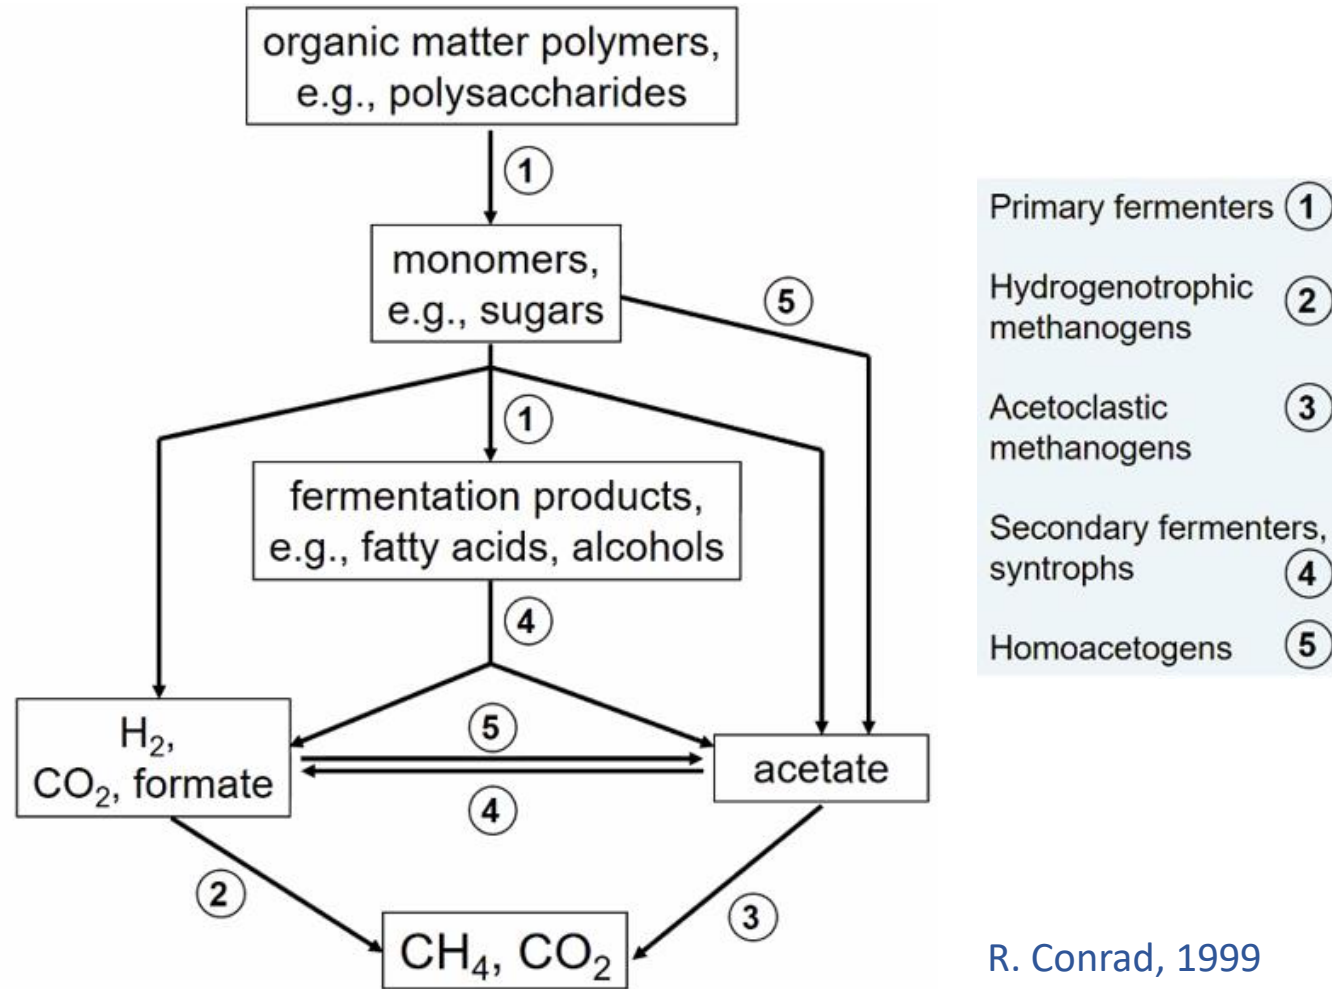 organic matter polymers,
e.g., polysaccharides
1
monomers,
e.g., sugars
5
1
fermentation products,
e.g., fatty acids, alcohols
4
H₂,
CO₂, formate
5
4
acetate
2
3
CH₄, CO₂
Primary fermenters 1
Hydrogenotrophic
methanogens 2
Acetoclastic 3
methanogens
Secondary fermenters,
syntrophs 4
Homoacetogens 5
R. Conrad, 1999